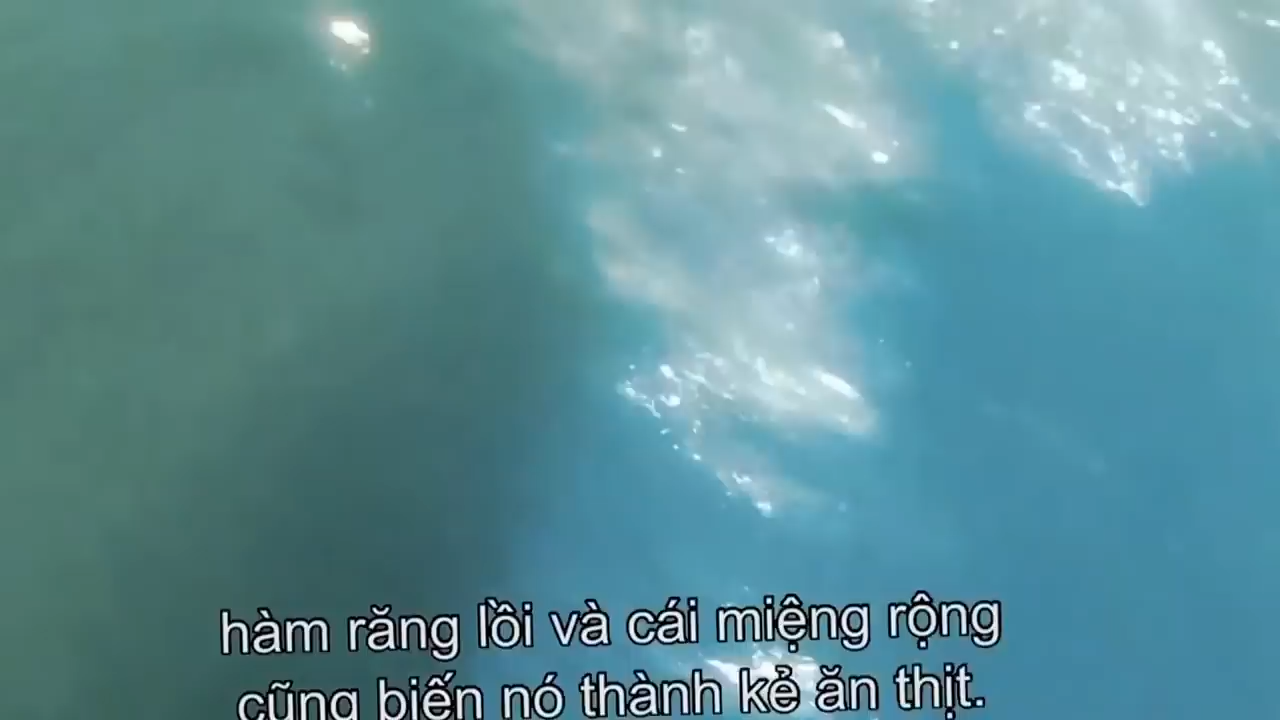 hàm răng lồi và cái miệng rộng
cũng biến nó thành kẻ ăn thịt.